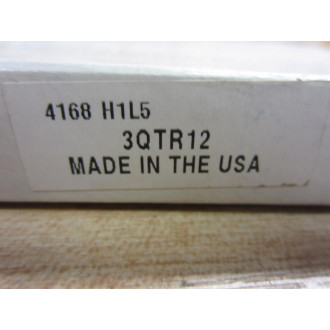 4168 H1L5
3QTR12
MADE IN THE USA